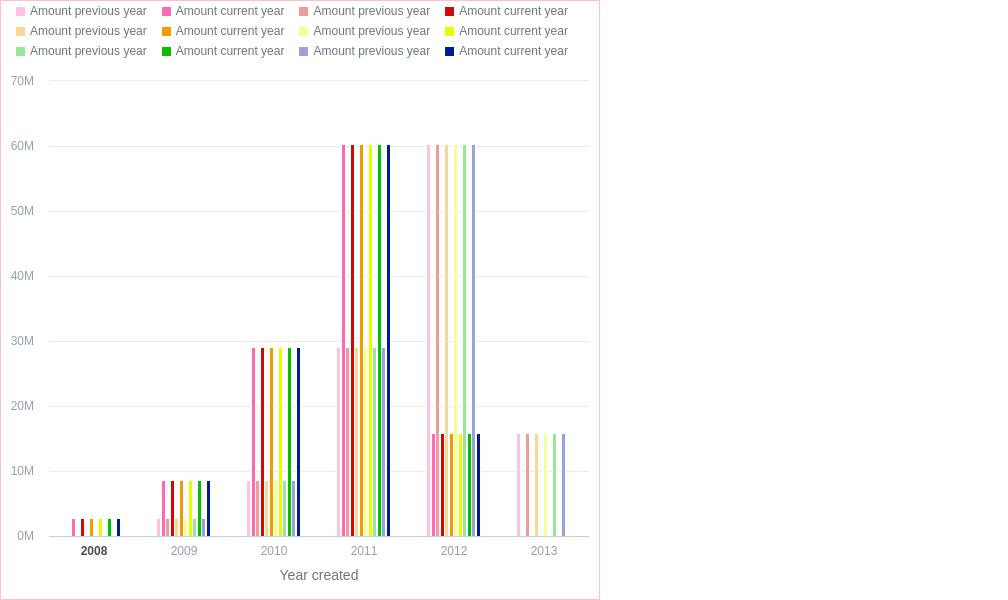 Amount previous year Amount current year Amount previous year Amount current year
Amount previous year Amount current year Amount previous year Amount current year
Amount previous year Amount current year Amount previous year Amount current year
70M
60M
50M
40M
30M
20M
10M
0M
2008 2009 2010 2011 2012 2013
Year created